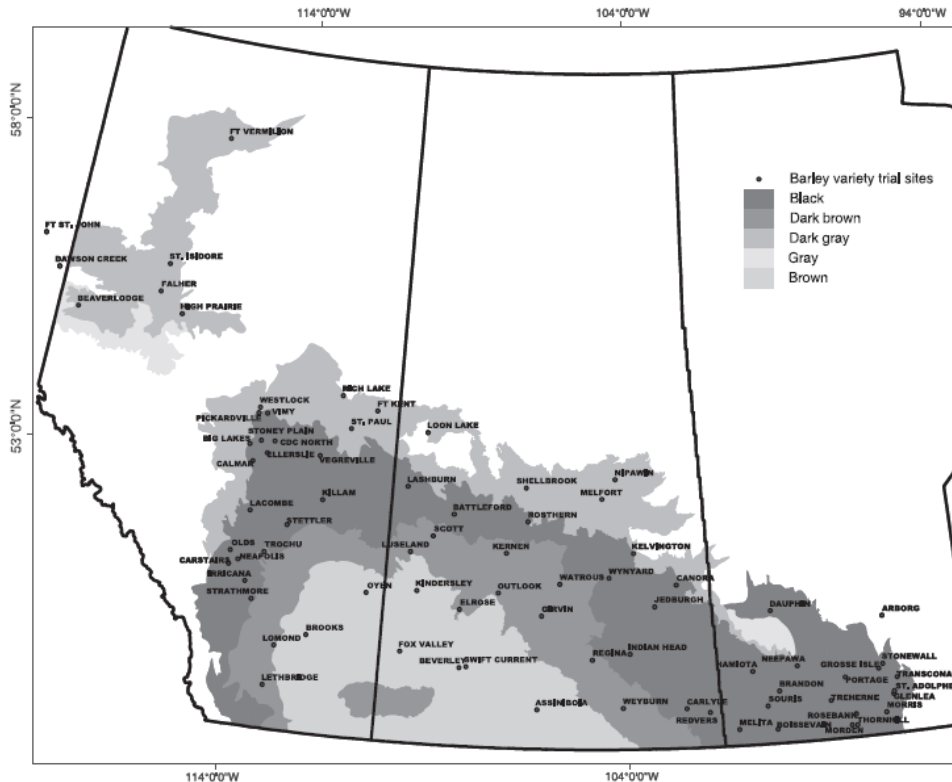 114°0'0"W 104°0'0"W 94°0'0"W
58°0'0"N
53°0'0"N
Barley variety trial sites
Black
Dark brown
Dark gray
Gray
Brown
FT VERMILION
FT ST. JOHN
DAWSON CREEK
ST. ISIDORE
FALHER
BEAVERLODGE
HIGH PRAIRIE
RICH LAKE
WESTLOCK
FT KENT
PICKARDVILLE
VIMY
ST. PAUL
LOON LAKE
STONEY PLAIN
BIG LAKES
CDC NORTH
ELLERSLIE
CALMAR
VEGREVILLE
NIPAWIN
LASHBURN
SHELLBROOK
KILLAM
MELFORT
LACOMBE
BATTLEFORD
STETTLER
ROSTHERN
SCOTT
OLDS
TROCHU
LUSELAND
KERNEN
KELVINGTON
CARSTAIRS
NEAPOLIS
IRRICANA
WYNYARD
WATROUS
CANORA
STRATHMORE
OYEN
KINDERSLEY
OUTLOOK
ELROSE
JEDBURGH
GIRVIN
DAUPHIN
ARBORG
BROOKS
LOMOND
FOX VALLEY
INDIAN HEAD
REGINA
BEVERLEY
SWIFT CURRENT
HAMIOTA
NEEPAWA
GROSSE ISLE
STONEWALL
TRANSCONA
LETHBRIDGE
BRANDON
PORTAGE
ST. ADOLPHE
GLENLEA
ASSINIBOIA
WEYBURN
CARLYLE
SOURIS
TREHERNE
MORRIS
REDVERS
ROSEBANK
MELITA
BOISSEVAIN
THORNHILL
MORDEN
114°0'0"W 104°0'0"W